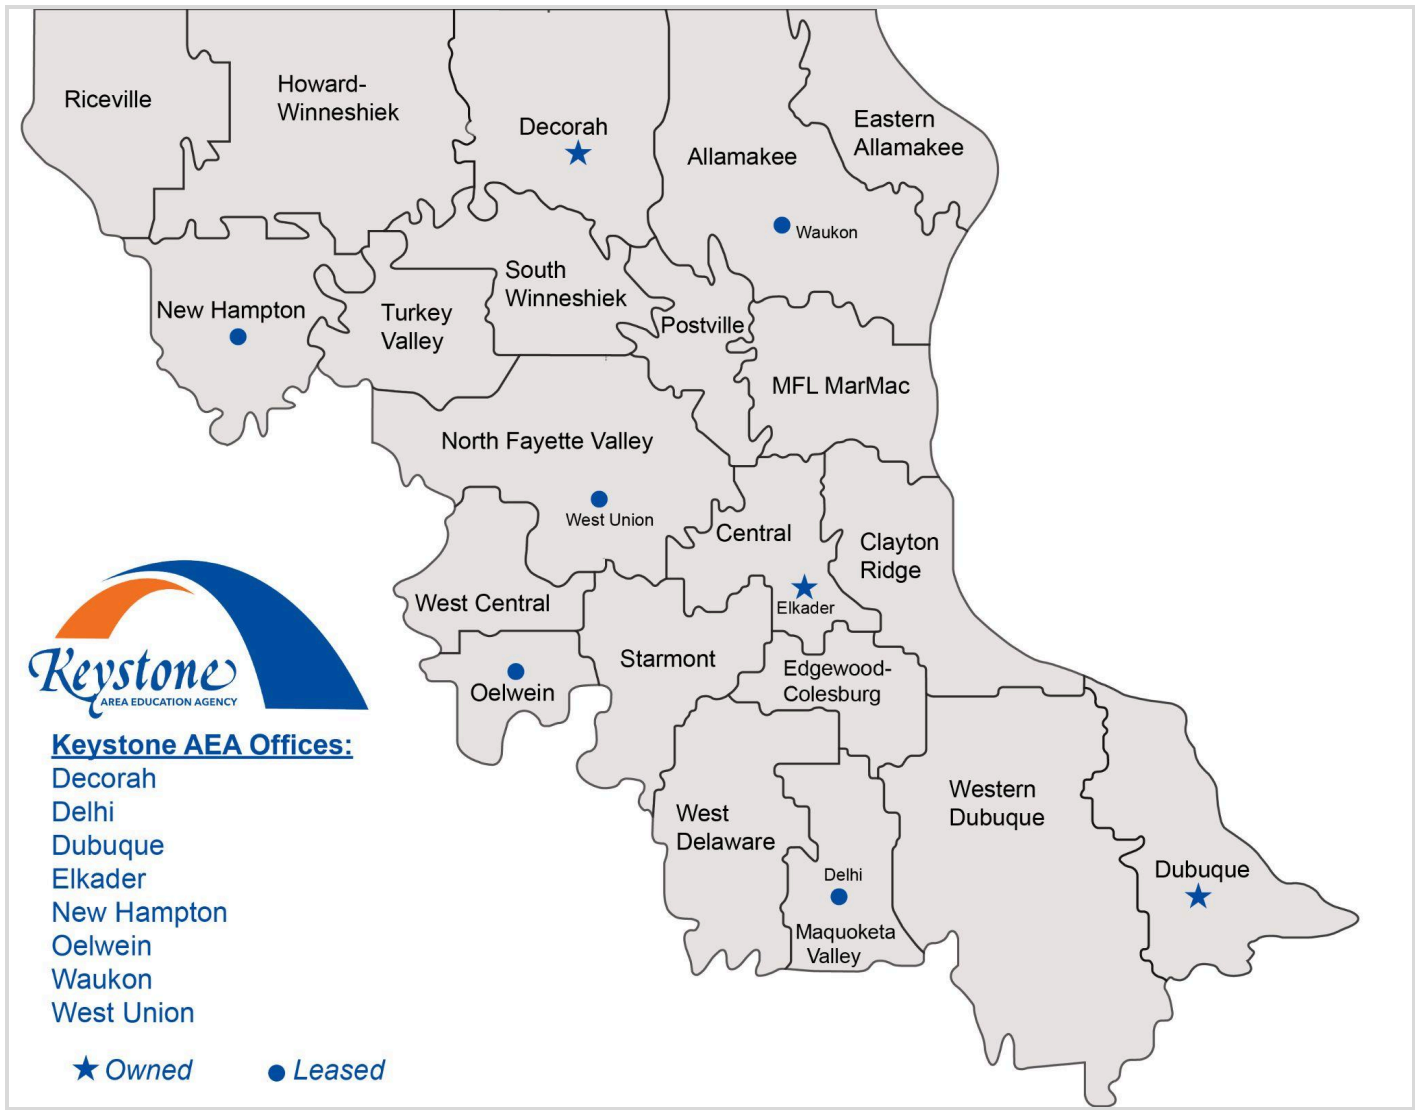 Riceville
Howard-
Winneshiek
Decorah
Allamakee
Eastern
Allamakee
Waukon
New Hampton
Turkey
Valley
South
Winneshiek
Postville
MFL MarMac
North Fayette Valley
West Union
Central
Elkader
Clayton
Ridge
West Central
Oelwein
Starmont
Edgewood-
Colesburg
West
Delaware
Delhi
Maquoketa
Valley
Western
Dubuque
Dubuque
Keystone
AREA EDUCATION AGENCY
Keystone AEA Offices:
Decorah
Delhi
Dubuque
Elkader
New Hampton
Oelwein
Waukon
West Union
Owned
Leased